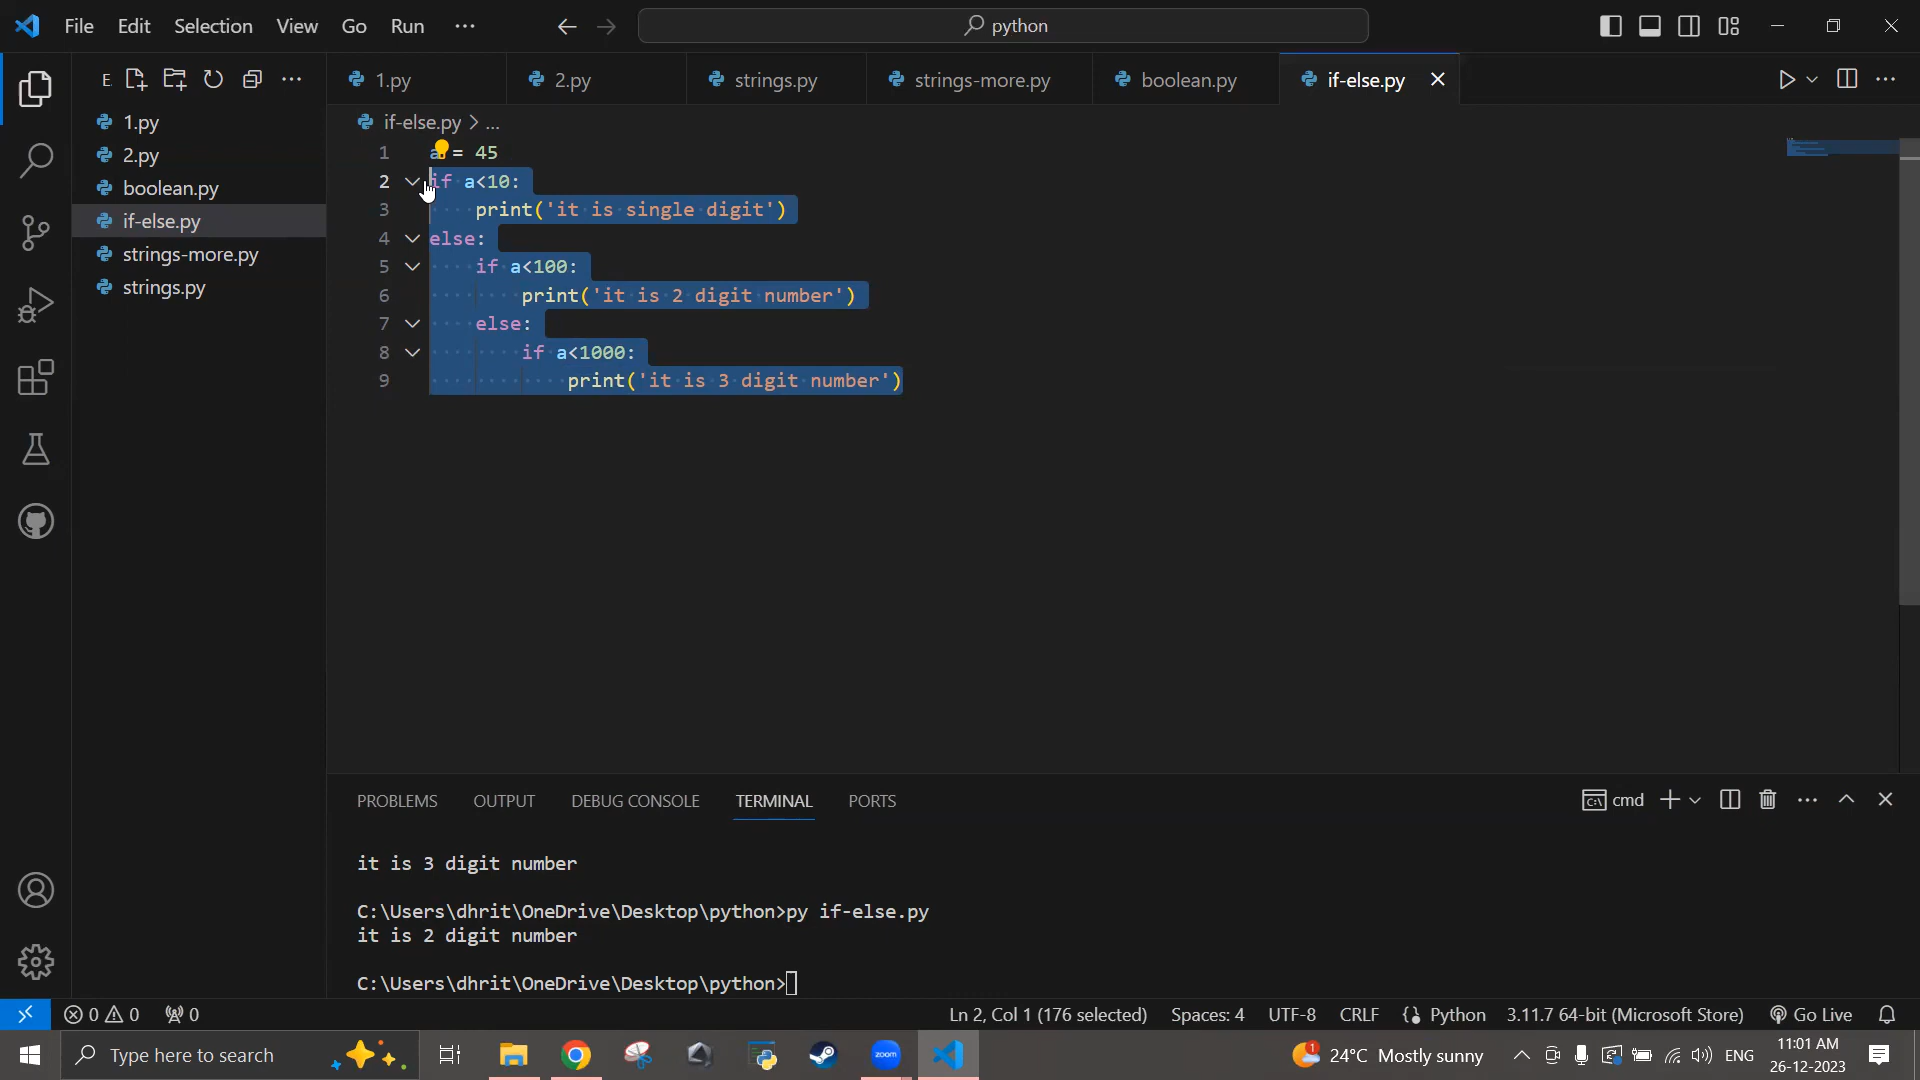 File Edit Selection View Go Run ··· python
E
1.py 2.py strings.py strings-more.py boolean.py if-else.py
1.py
2.py
boolean.py
if-else.py
strings-more.py
strings.py
if-else.py > ...
1 a = 45
2 if a<10:
3 print('it is single digit')
4 else:
5 if a<100:
6 print('it is 2 digit number')
7 else:
8 if a<1000:
9 print('it is 3 digit number')
PROBLEMS OUTPUT DEBUG CONSOLE TERMINAL PORTS cmd
it is 3 digit number
C:\Users\dhrit\OneDrive\Desktop\python>py if-else.py
it is 2 digit number
C:\Users\dhrit\OneDrive\Desktop\python>
0 0 0 Ln 2, Col 1 (176 selected) Spaces: 4 UTF-8 CRLF Python 3.11.7 64-bit (Microsoft Store) Go Live
Type here to search zoom 1 24°C Mostly sunny ENG 11:01 AM
26-12-2023